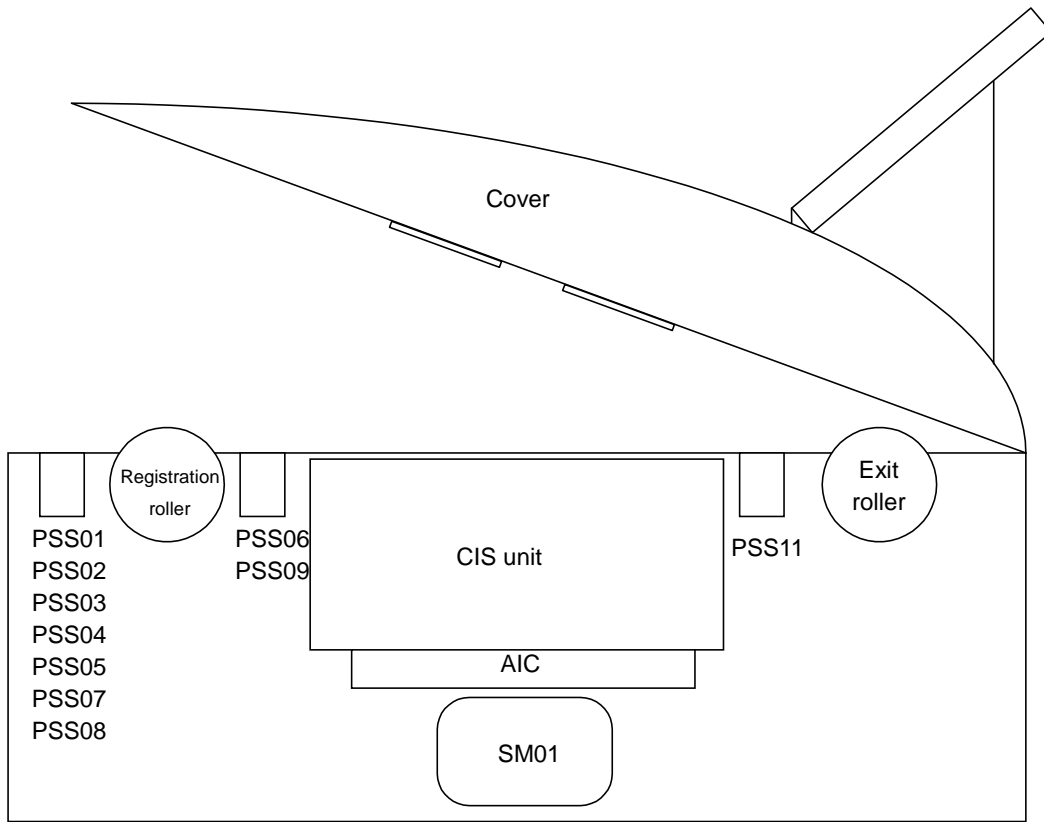 Cover
Registration
roller
Exit
roller
PSS01
PSS02
PSS03
PSS04
PSS05
PSS07
PSS08
PSS06
PSS09
CIS unit
PSS11
AIC
SM01